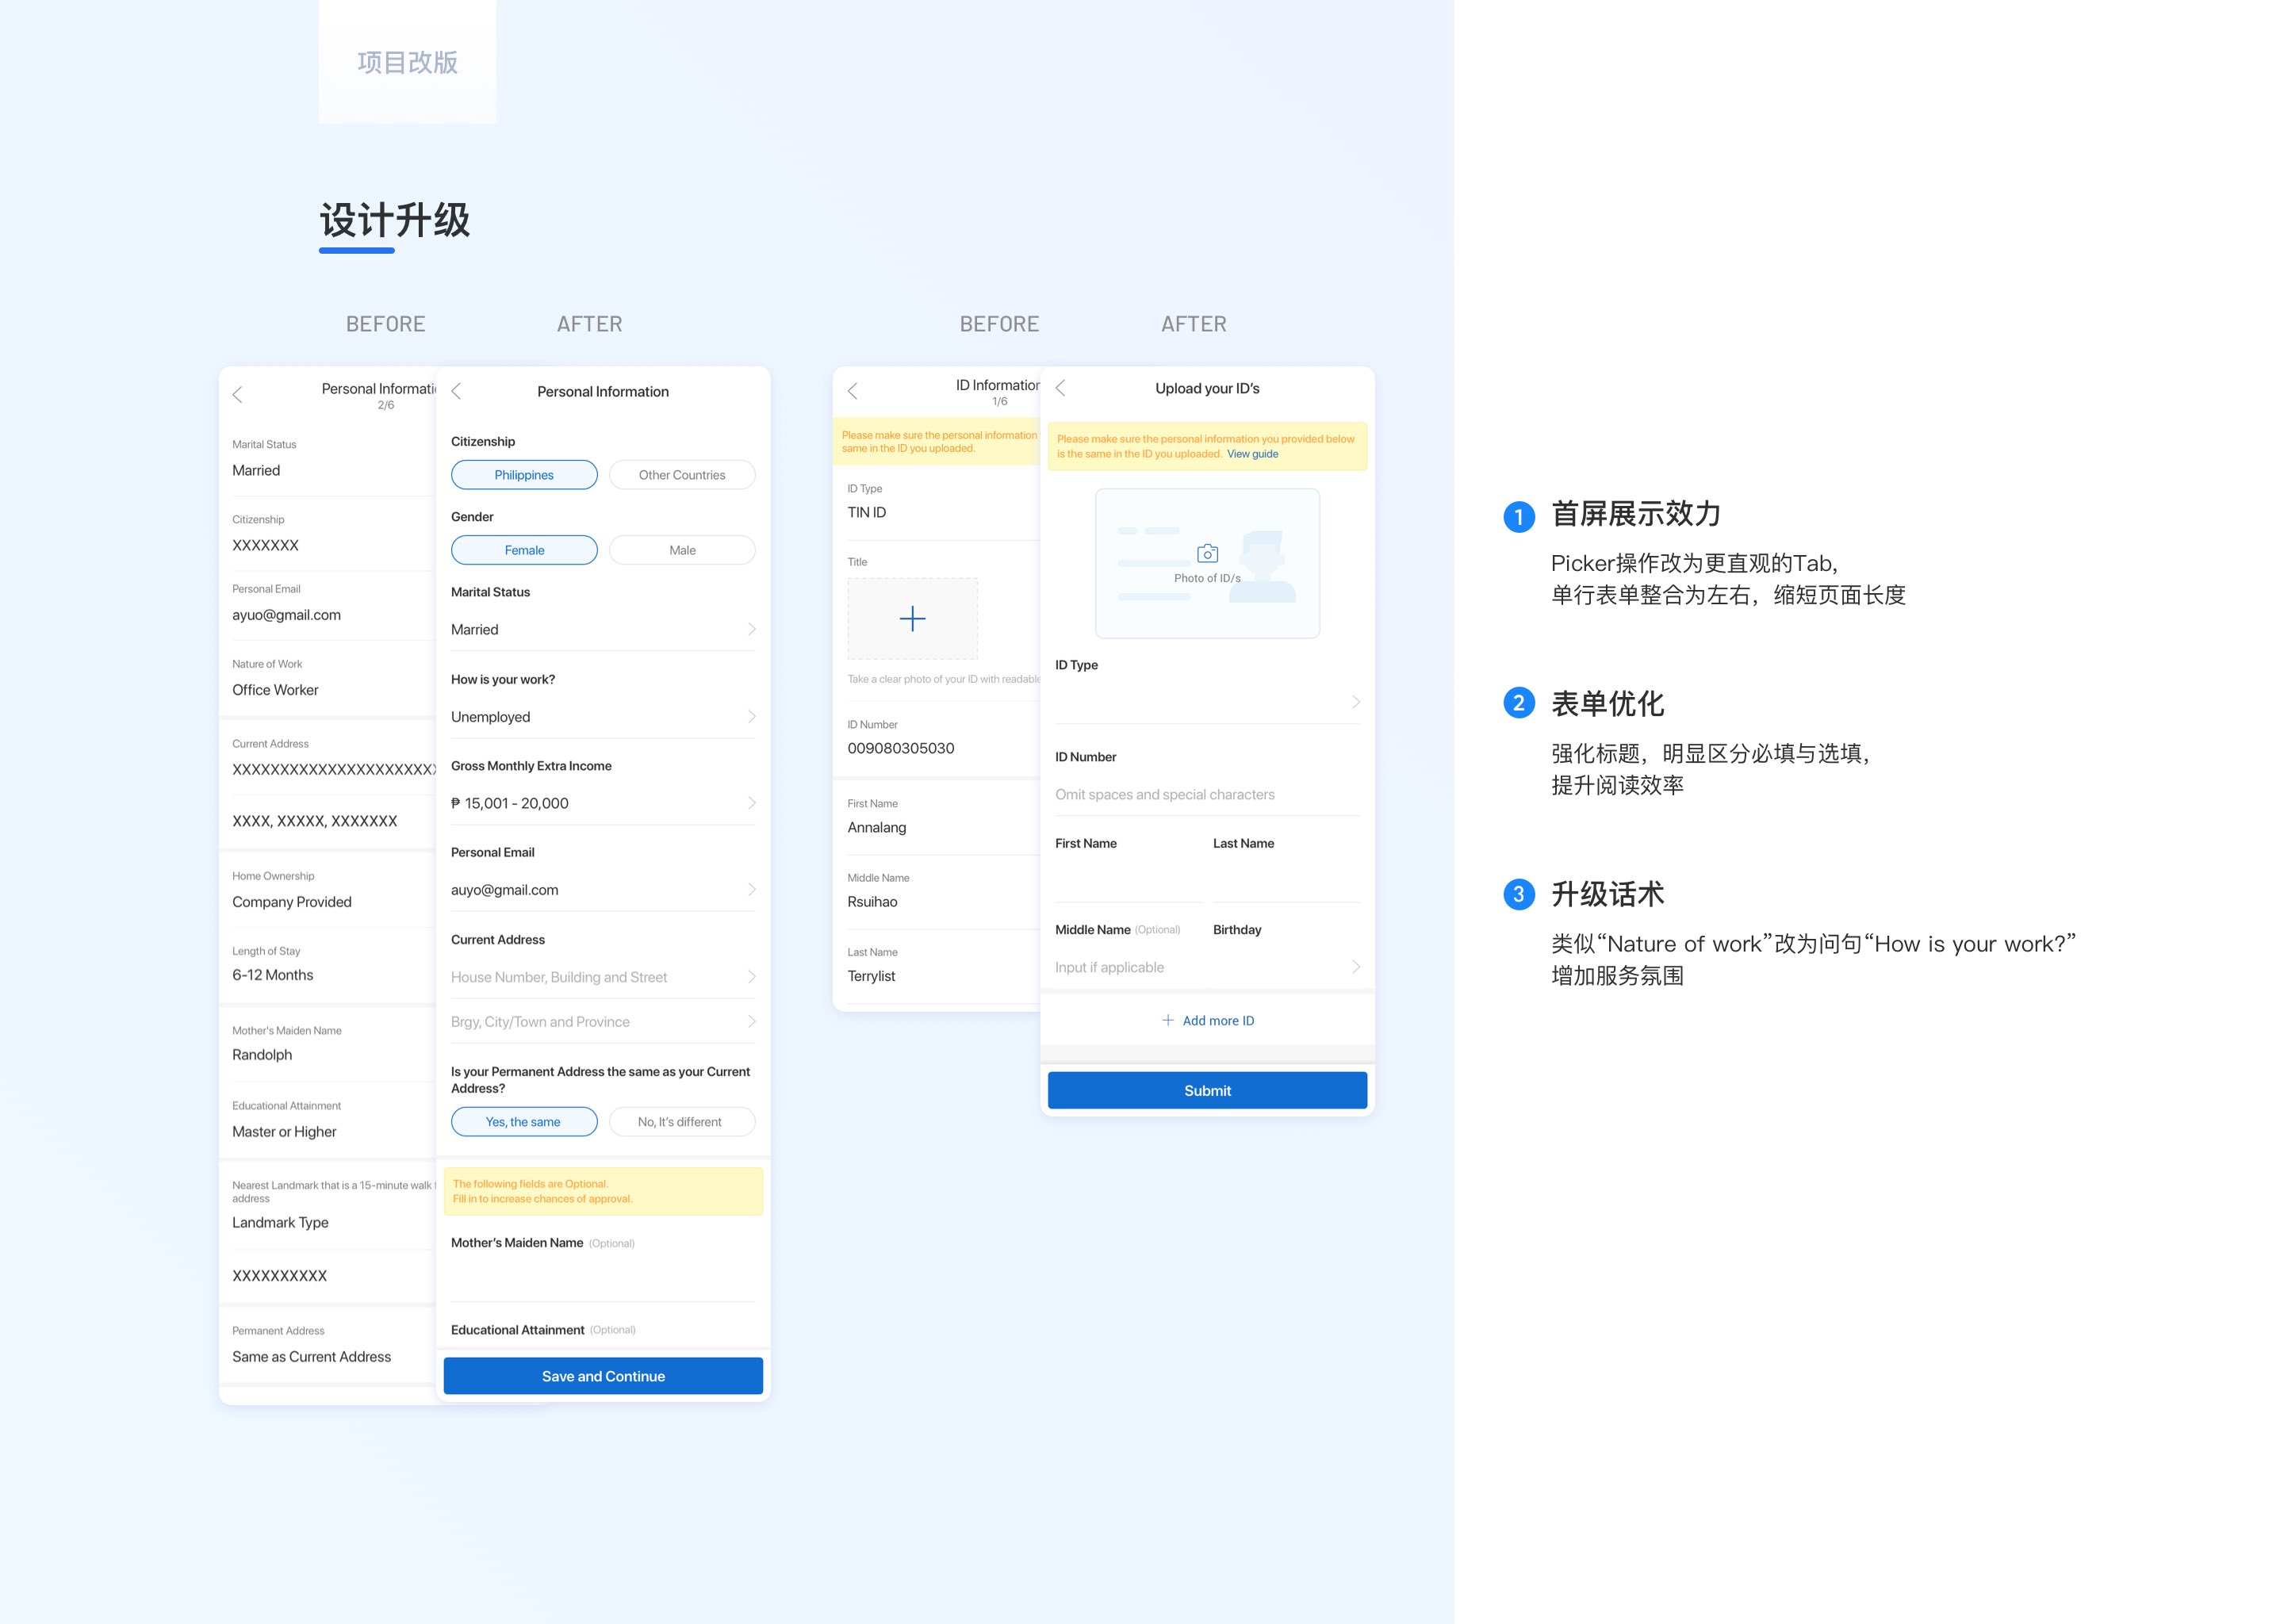 项目改版
设计升级
BEFORE
AFTER
Personal Informati
2/6
Marital Status
Married
Citizenship
XXXXXXX
Personal Email
ayuo@gmail.com
Nature of Work
Office Worker
Current Address
XXXXXXXXXXXXXXXXXXXXXX
XXXX, XXXXX, XXXXXXX
Home Ownership
Company Provided
Length of Stay
6-12 Months
Mother's Maiden Name
Randolph
Educational Attainment
Master or Higher
Nearest Landmark that is a 15-minute walk
address
Landmark Type
XXXXXXXXXX
Permanent Address
Same as Current Address
Personal Information
Citizenship
Philippines
Other Countries
Gender
Female
Male
Marital Status
Married
How is your work?
Unemployed
Gross Monthly Extra Income
₱ 15,001 - 20,000
Personal Email
auyo@gmail.com
Current Address
House Number, Building and Street
Brgy, City/Town and Province
Is your Permanent Address the same as your Current
Address?
Yes, the same
No, It's different
The following fields are Optional.
Fill in to increase chances of approval.
Mother's Maiden Name (Optional)
Educational Attainment (Optional)
Save and Continue
BEFORE
AFTER
ID Information
1/6
Please make sure the personal information
same in the ID you uploaded.
ID Type
TIN ID
Title
Take a clear photo of your ID with readable
ID Number
009080305030
First Name
Annalang
Middle Name
Rsuihao
Last Name
Terrylist
Upload your ID's
Please make sure the personal information you provided below
is the same in the ID you uploaded. View guide
Photo of ID/s
ID Type
ID Number
Omit spaces and special characters
First Name
Last Name
Middle Name (Optional)
Birthday
Input if applicable
Add more ID
Submit
1 首屏展示效力
Picker操作改为更直观的Tab,
单行表单整合为左右，缩短页面长度
2 表单优化
强化标题，明显区分必填与选填，
提升阅读效率
3 升级话术
类似“Nature of work”改为问句“How is your work?”
增加服务氛围